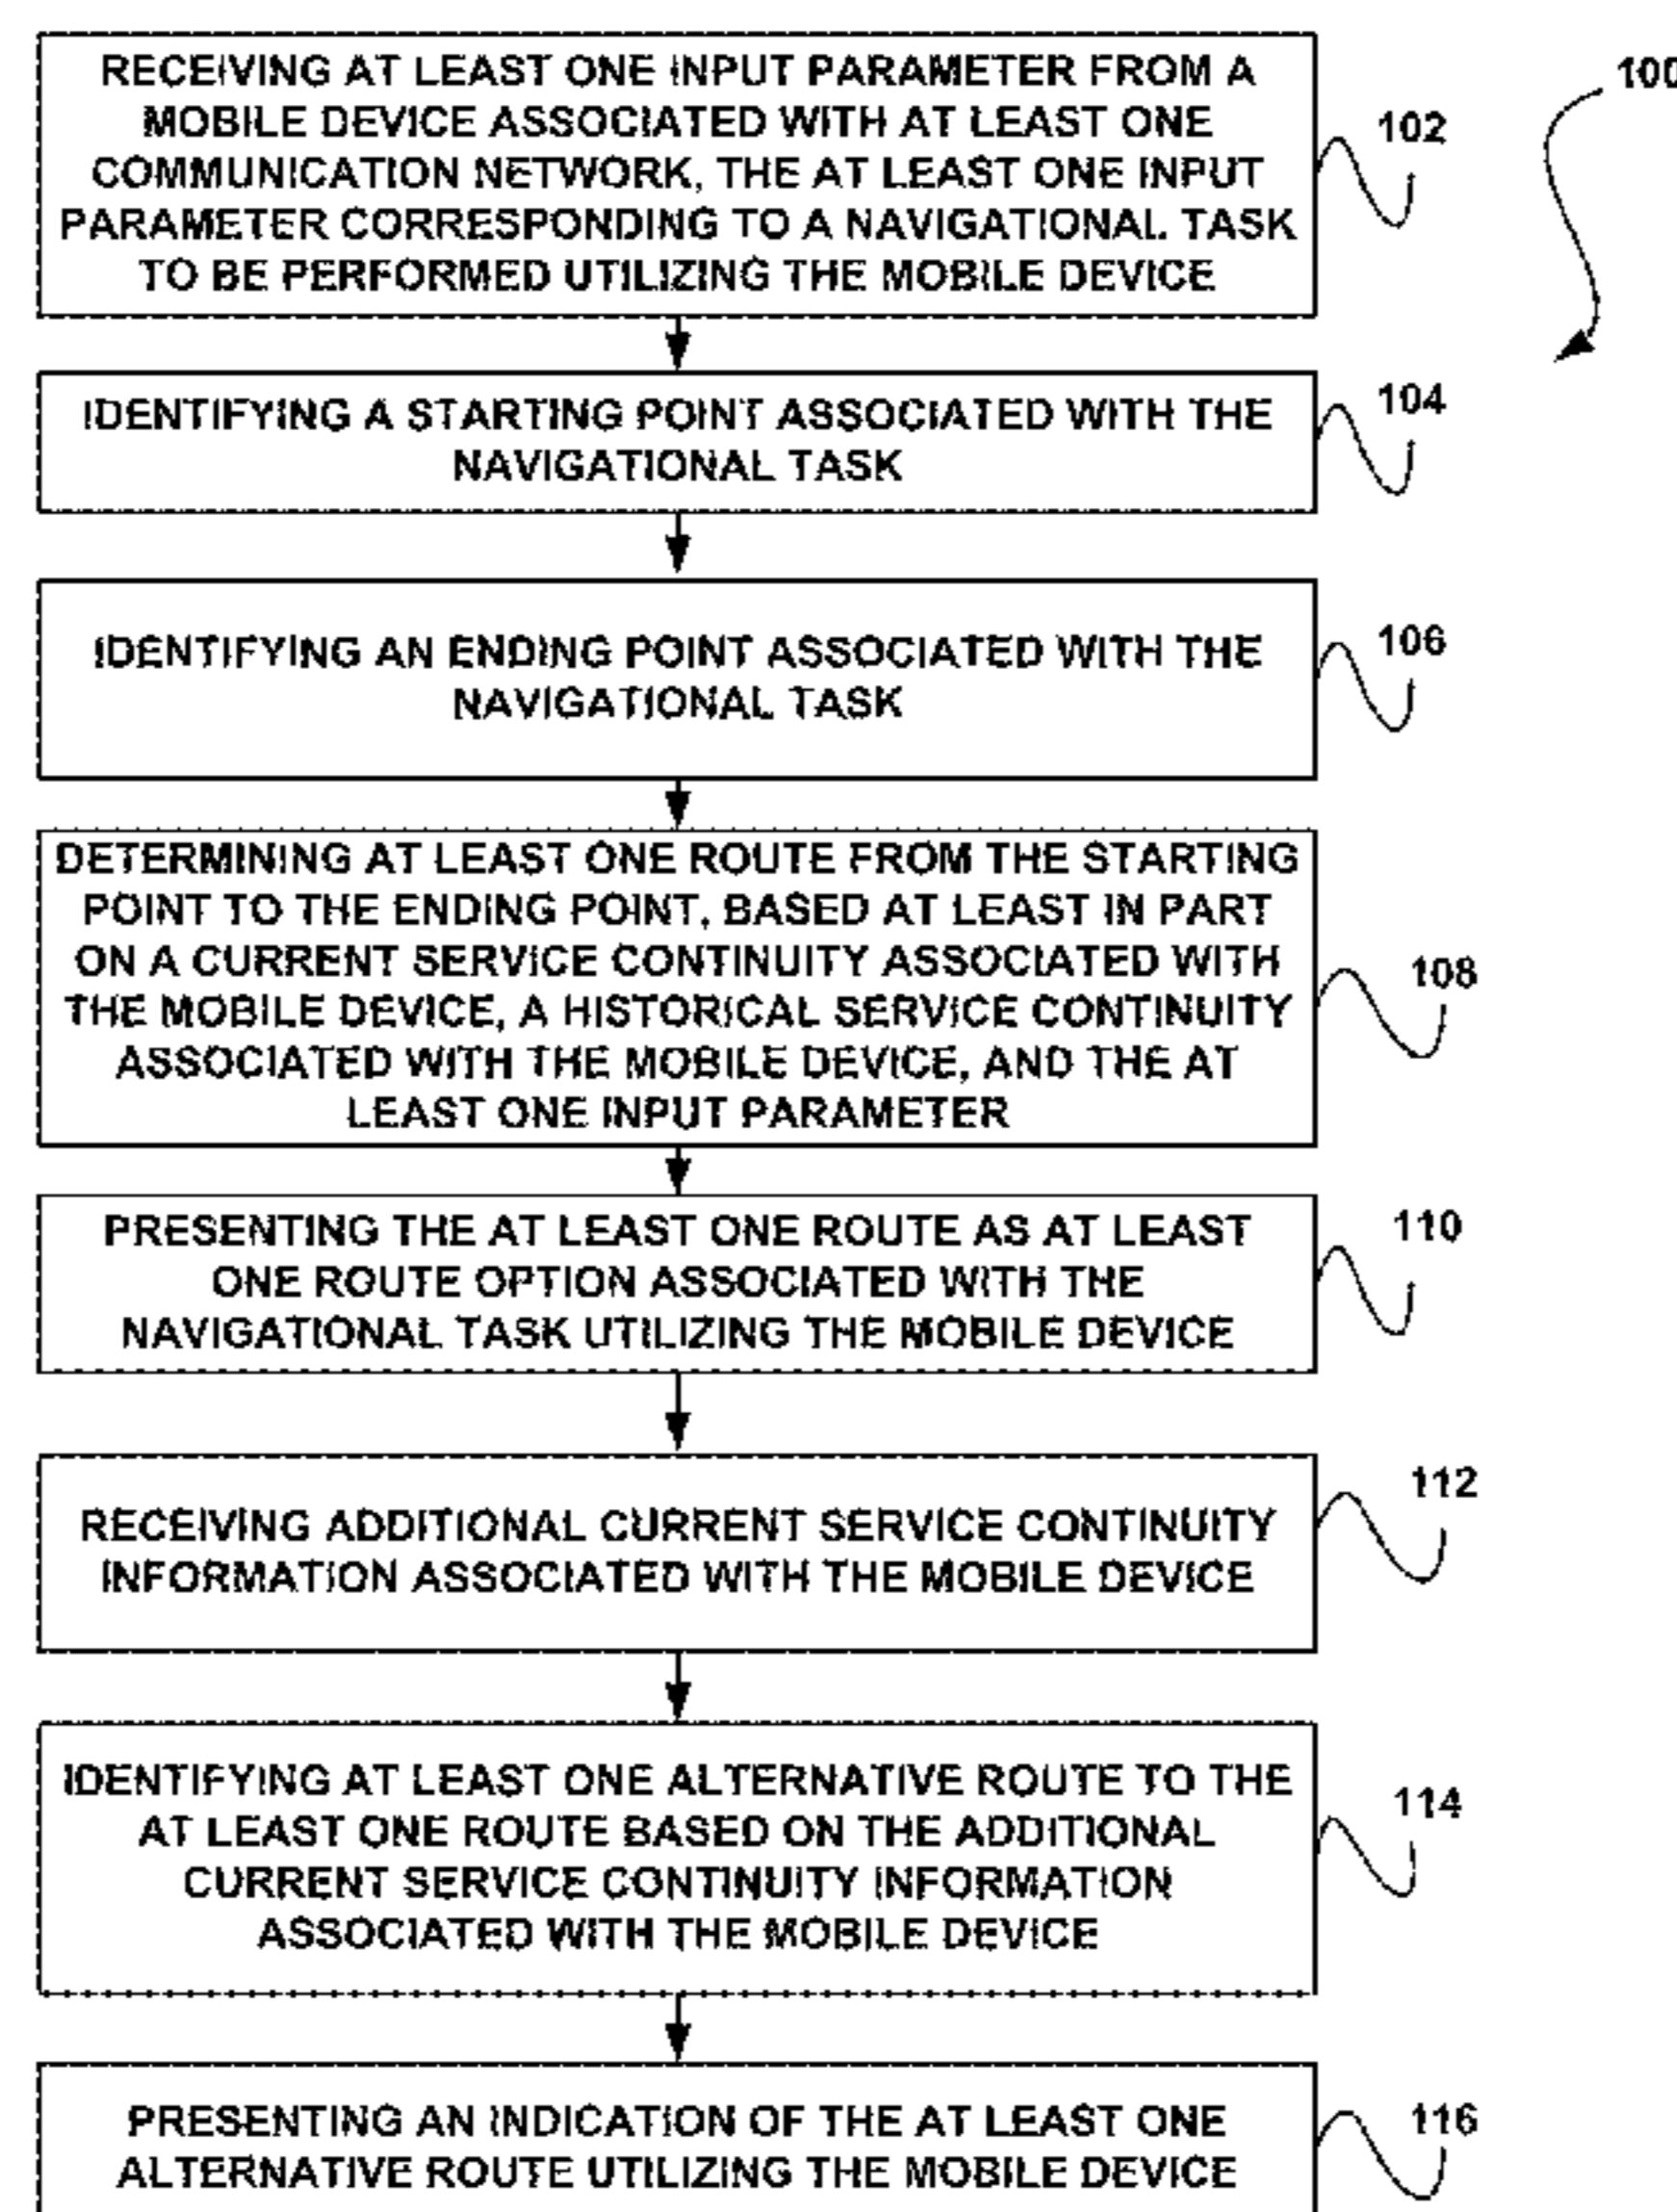 RECEIVING AT LEAST ONE INPUT PARAMETER FROM A
MOBILE DEVICE ASSOCIATED WITH AT LEAST ONE
COMMUNICATION NETWORK, THE AT LEAST ONE INPUT
PARAMETER CORRESPONDING TO A NAVIGATIONAL TASK
TO BE PERFORMED UTILIZING THE MOBILE DEVICE
102
100
IDENTIFYING A STARTING POINT ASSOCIATED WITH THE
NAVIGATIONAL TASK
104
IDENTIFYING AN ENDING POINT ASSOCIATED WITH THE
NAVIGATIONAL TASK
106
DETERMINING AT LEAST ONE ROUTE FROM THE STARTING
POINT TO THE ENDING POINT, BASED AT LEAST IN PART
ON A CURRENT SERVICE CONTINUITY ASSOCIATED WITH
THE MOBILE DEVICE, A HISTORICAL SERVICE CONTINUITY
ASSOCIATED WITH THE MOBILE DEVICE, AND THE AT
LEAST ONE INPUT PARAMETER
108
PRESENTING THE AT LEAST ONE ROUTE AS AT LEAST
ONE ROUTE OPTION ASSOCIATED WITH THE
NAVIGATIONAL TASK UTILIZING THE MOBILE DEVICE
110
RECEIVING ADDITIONAL CURRENT SERVICE CONTINUITY
INFORMATION ASSOCIATED WITH THE MOBILE DEVICE
112
IDENTIFYING AT LEAST ONE ALTERNATIVE ROUTE TO THE
AT LEAST ONE ROUTE BASED ON THE ADDITIONAL
CURRENT SERVICE CONTINUITY INFORMATION
ASSOCIATED WITH THE MOBILE DEVICE
114
PRESENTING AN INDICATION OF THE AT LEAST ONE
ALTERNATIVE ROUTE UTILIZING THE MOBILE DEVICE
116